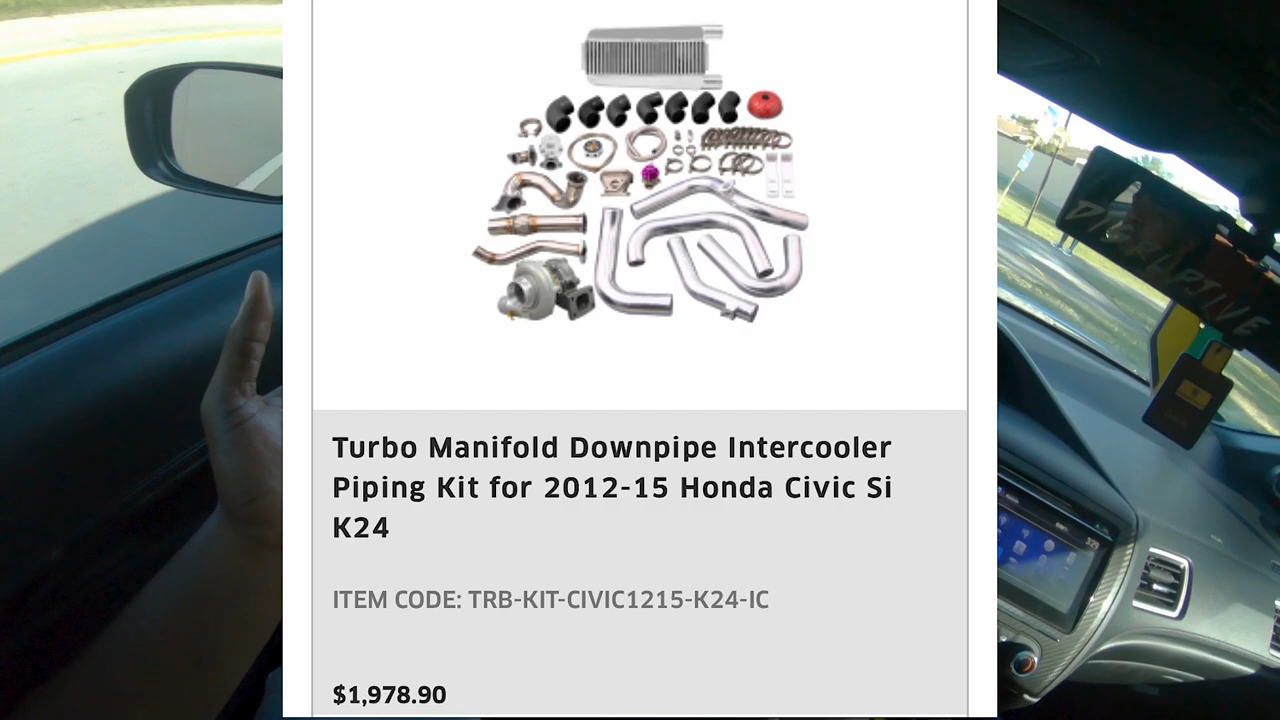 Turbo Manifold Downpipe Intercooler
Piping Kit for 2012-15 Honda Civic Si
K24
ITEM CODE: TRB-KIT-CIVIC1215-K24-IC
$1,978.90
DISRUPTIVE